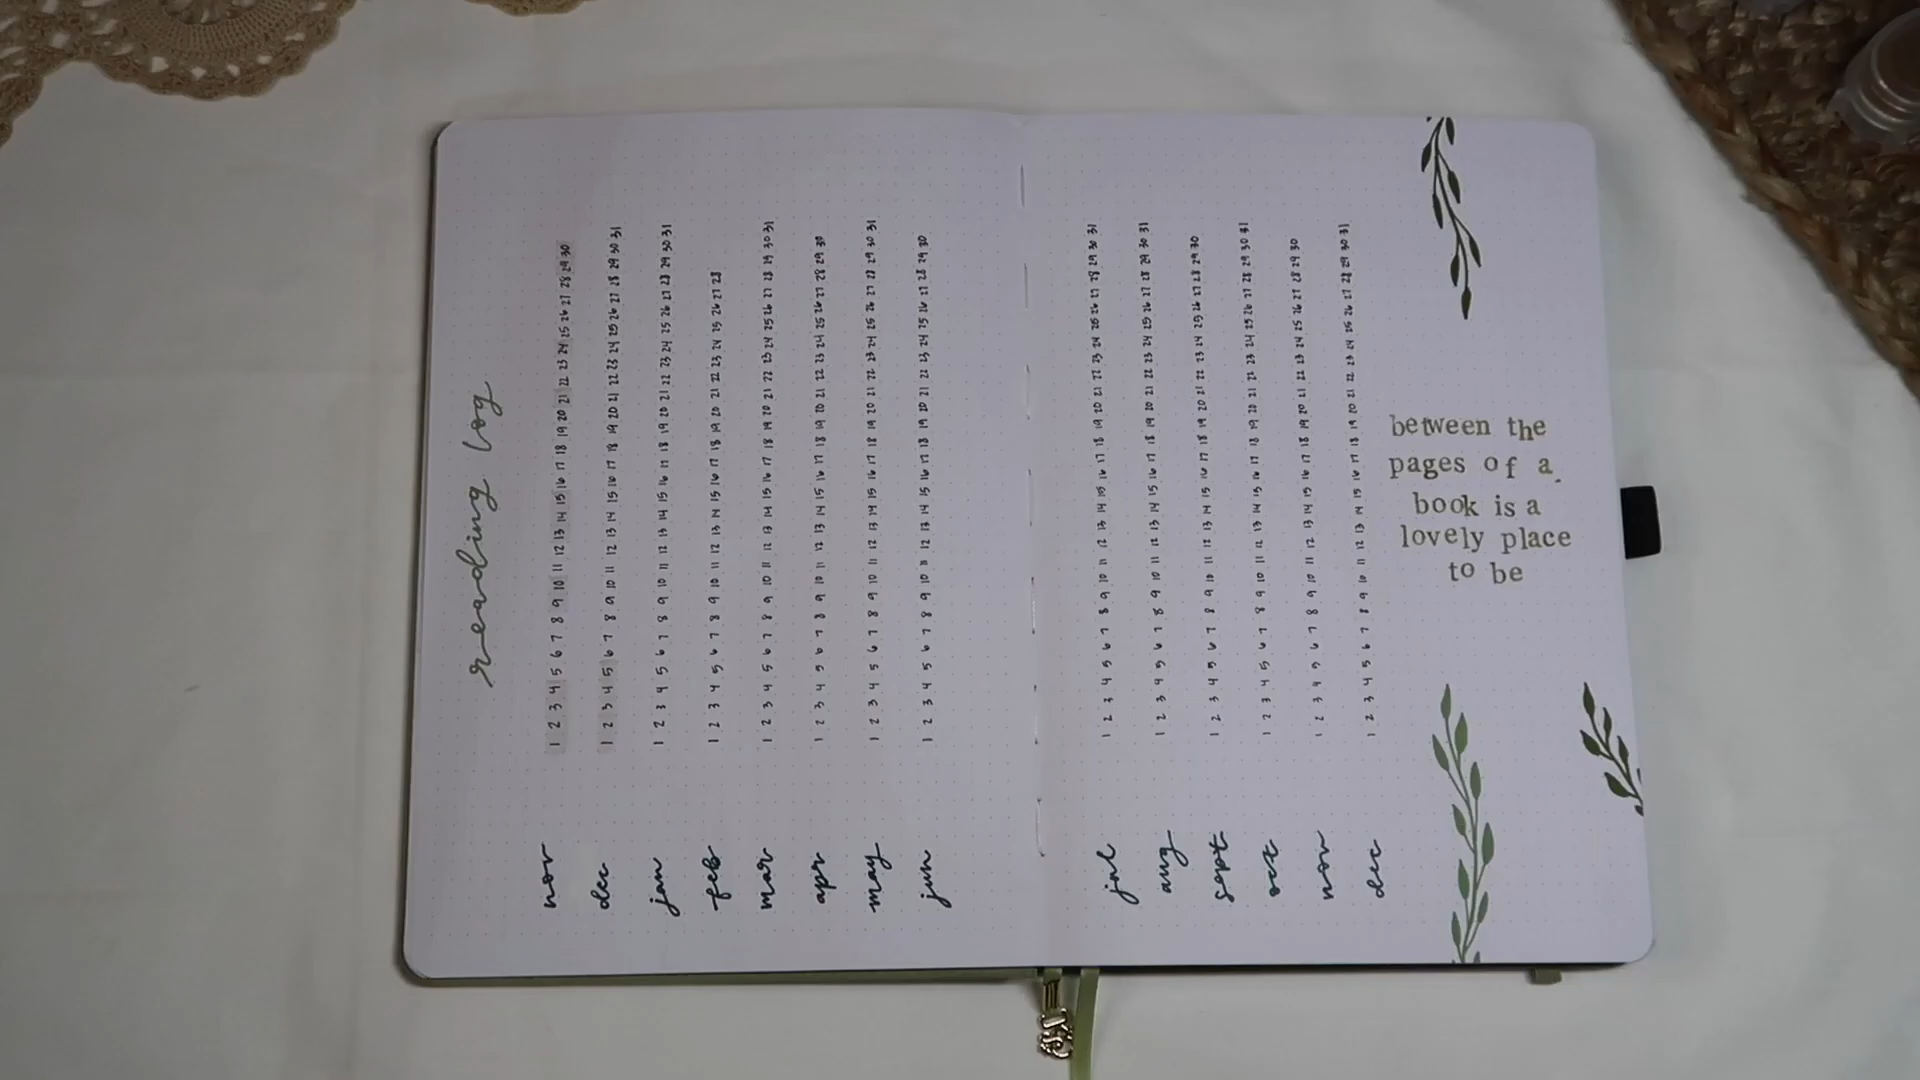 reading log
nov 1 2 3 4 5 6 7 8 9 10 11 12 13 14 15 16 17 18 19 20 21 22 23 24 25 26 27 28 29 30
dec 1 2 3 4 5 6 7 8 9 10 11 12 13 14 15 16 17 18 19 20 21 22 23 24 25 26 27 28 29 30 31
jan 1 2 3 4 5 6 7 8 9 10 11 12 13 14 15 16 17 18 19 20 21 22 23 24 25 26 27 28 29 30 31
feb 1 2 3 4 5 6 7 8 9 10 11 12 13 14 15 16 17 18 19 20 21 22 23 24 25 26 27 28
mar 1 2 3 4 5 6 7 8 9 10 11 12 13 14 15 16 17 18 19 20 21 22 23 24 25 26 27 28 29 30 31
apr 1 2 3 4 5 6 7 8 9 10 11 12 13 14 15 16 17 18 19 20 21 22 23 24 25 26 27 28 29 30
may 1 2 3 4 5 6 7 8 9 10 11 12 13 14 15 16 17 18 19 20 21 22 23 24 25 26 27 28 29 30 31
jun 1 2 3 4 5 6 7 8 9 10 11 12 13 14 15 16 17 18 19 20 21 22 23 24 25 26 27 28 29 30
jul 1 2 3 4 5 6 7 8 9 10 11 12 13 14 15 16 17 18 19 20 21 22 23 24 25 26 27 28 29 30 31
aug 1 2 3 4 5 6 7 8 9 10 11 12 13 14 15 16 17 18 19 20 21 22 23 24 25 26 27 28 29 30 31
sept 1 2 3 4 5 6 7 8 9 10 11 12 13 14 15 16 17 18 19 20 21 22 23 24 25 26 27 28 29 30
oct 1 2 3 4 5 6 7 8 9 10 11 12 13 14 15 16 17 18 19 20 21 22 23 24 25 26 27 28 29 30 31
nov 1 2 3 4 5 6 7 8 9 10 11 12 13 14 15 16 17 18 19 20 21 22 23 24 25 26 27 28 29 30
dec 1 2 3 4 5 6 7 8 9 10 11 12 13 14 15 16 17 18 19 20 21 22 23 24 25 26 27 28 29 30 31
between the
pages of a
book is a
lovely place
to be